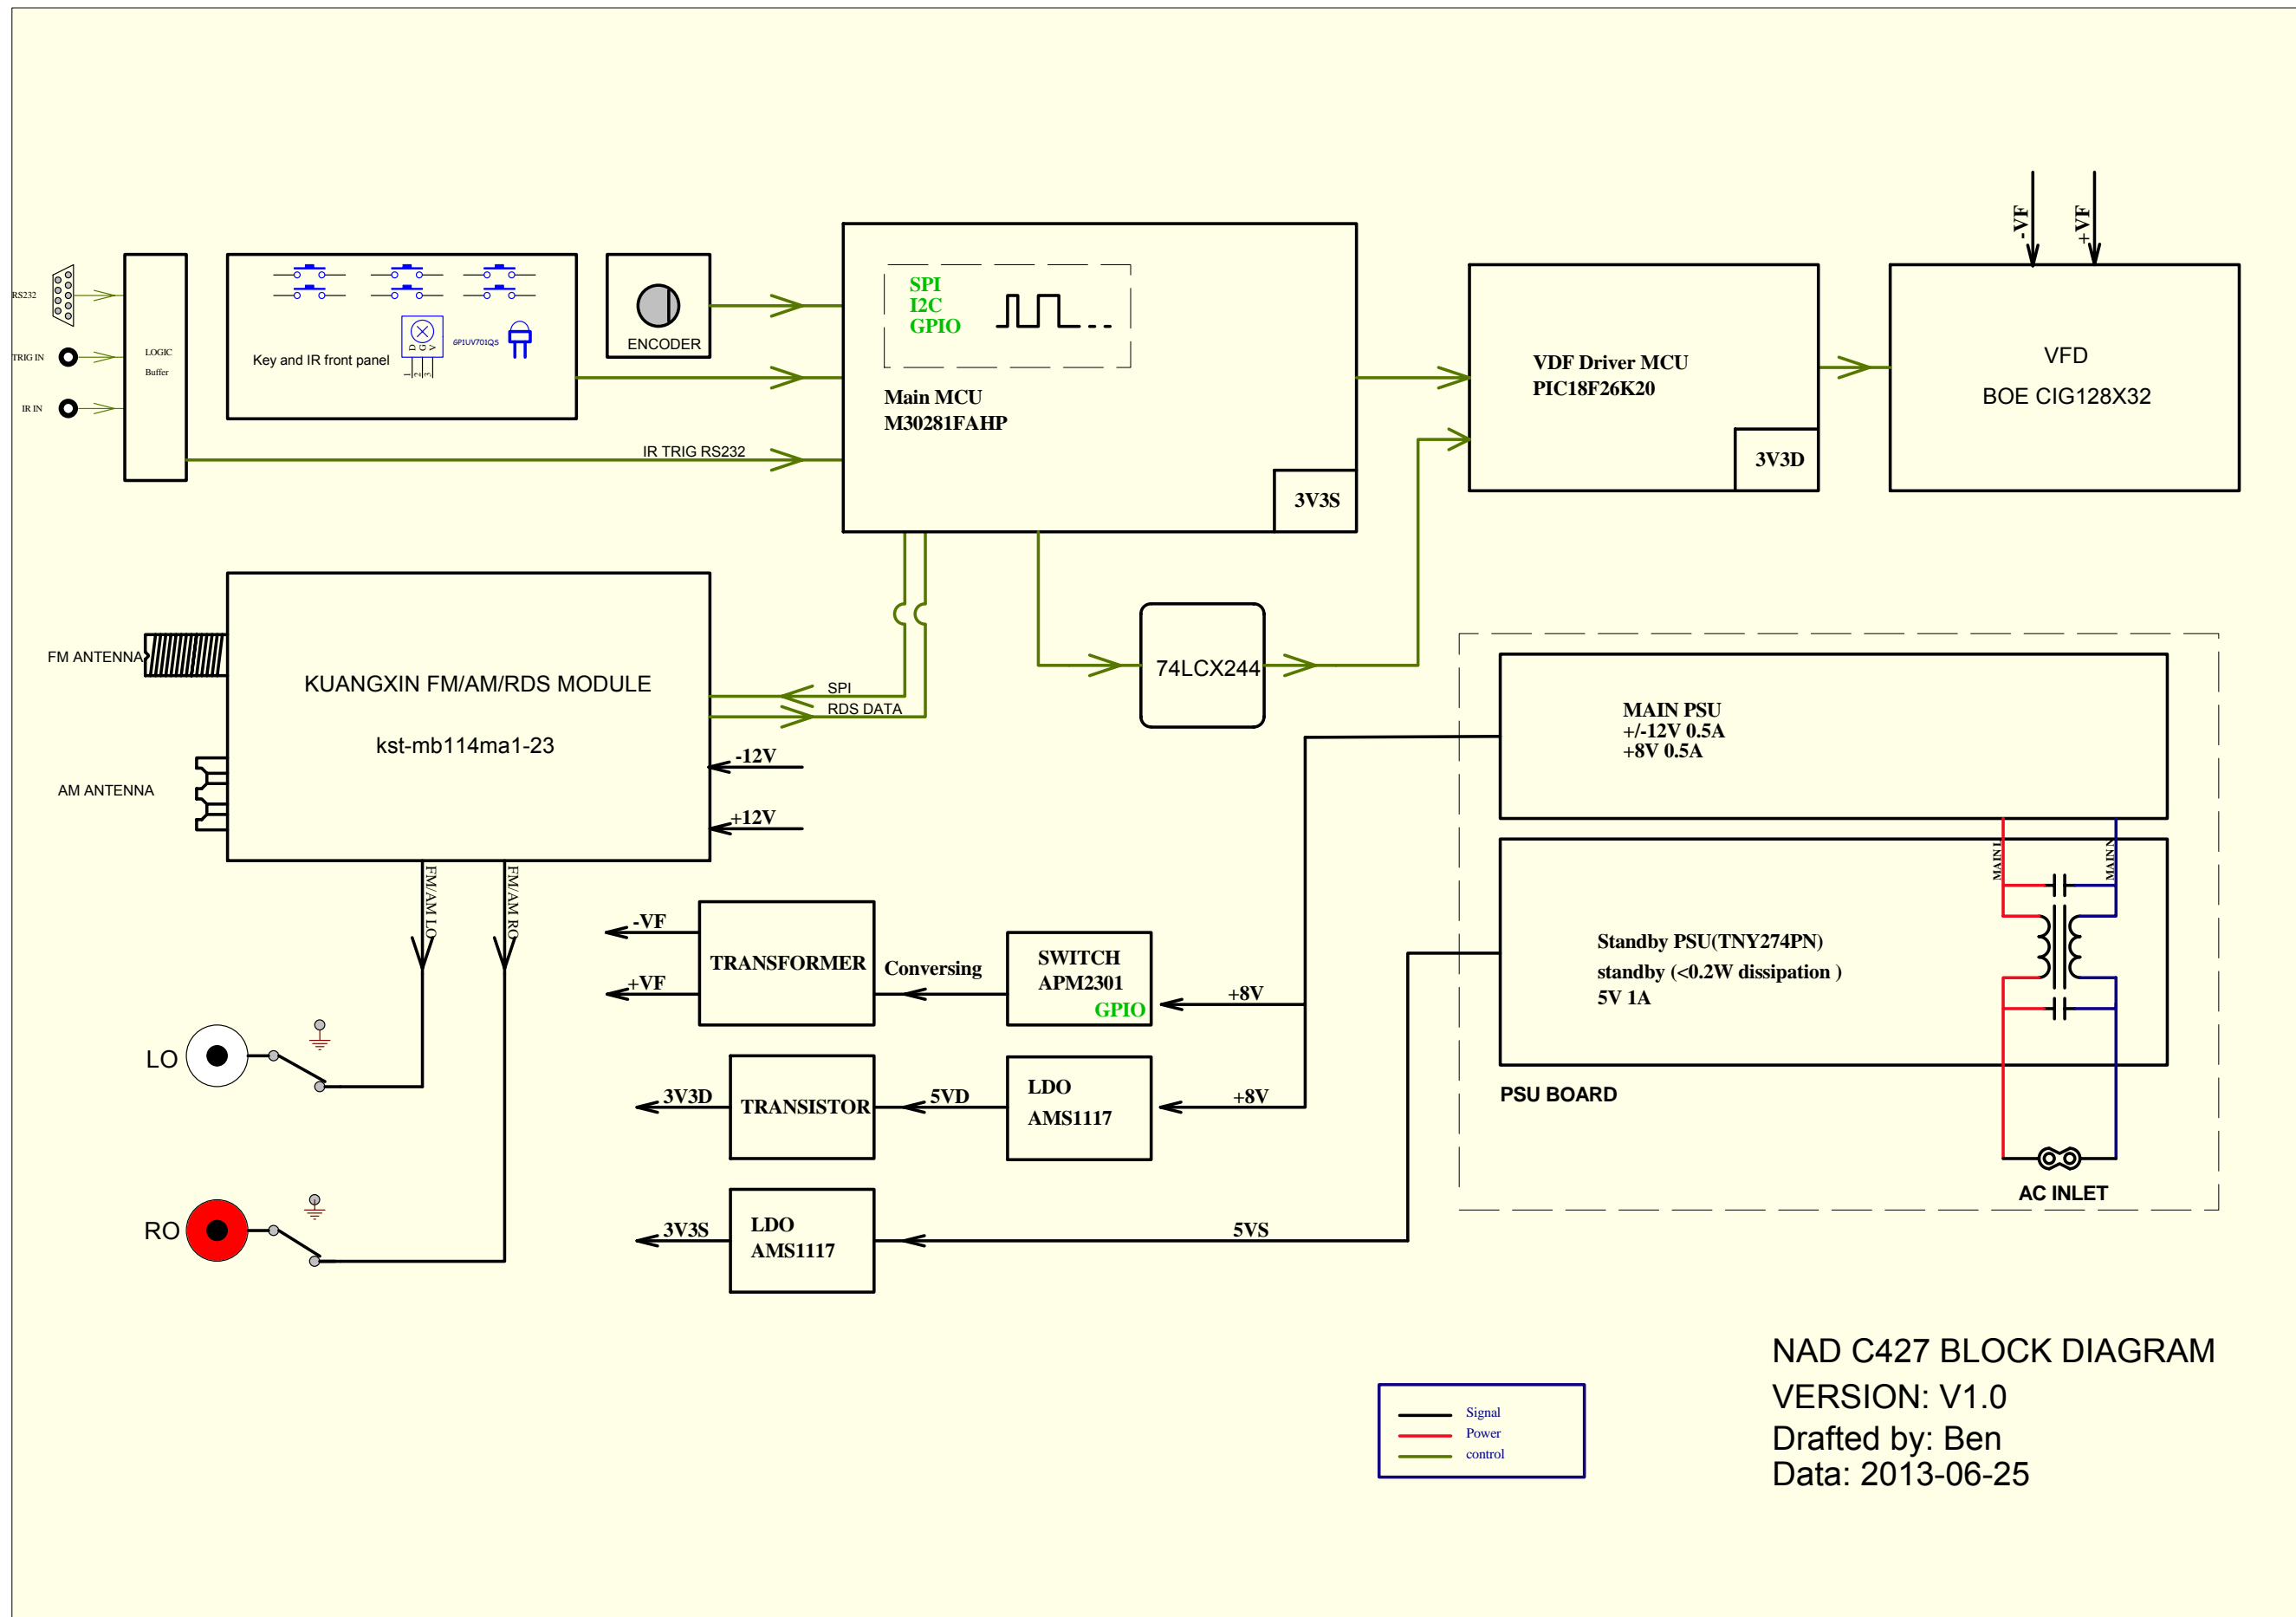 -VF
+VF
RS232
TRIG IN
IR IN
LOGIC
Buffer
Key and IR front panel
D
G
V
1
2
3
GP1UV701QS
ENCODER
IR TRIG RS232
SPI
I2C
GPIO
Main MCU
M30281FAHP
3V3S
VDF Driver MCU
PIC18F26K20
3V3D
VFD
BOE CIG128X32
FM ANTENNA
AM ANTENNA
KUANGXIN FM/AM/RDS MODULE
kst-mb114ma1-23
SPI
RDS DATA
-12V
+12V
74LCX244
FM/AM LO
FM/AM RO
LO
RO
MAIN PSU
+/-12V 0.5A
+8V 0.5A
MAIN L
MAIN N
Standby PSU(TNY274PN)
standby (<0.2W dissipation )
5V 1A
PSU BOARD
AC INLET
-VF
+VF
TRANSFORMER
Conversing
SWITCH
APM2301
GPIO
+8V
3V3D
TRANSISTOR
5VD
LDO
AMS1117
+8V
3V3S
LDO
AMS1117
5VS
Signal
Power
control
NAD C427 BLOCK DIAGRAM
VERSION: V1.0
Drafted by: Ben
Data: 2013-06-25